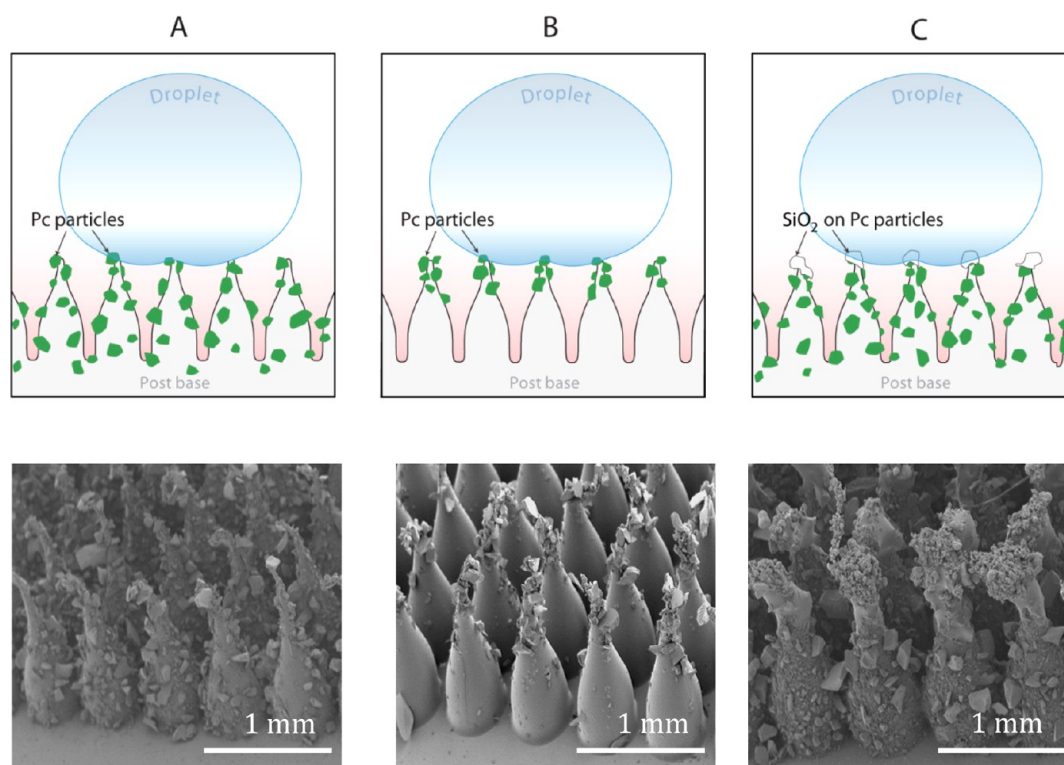 A
B
C
Droplet
Droplet
Droplet
Pc particles
Pc particles
SiO₂ on Pc particles
Post base
Post base
Post base
1 mm
1 mm
1 mm